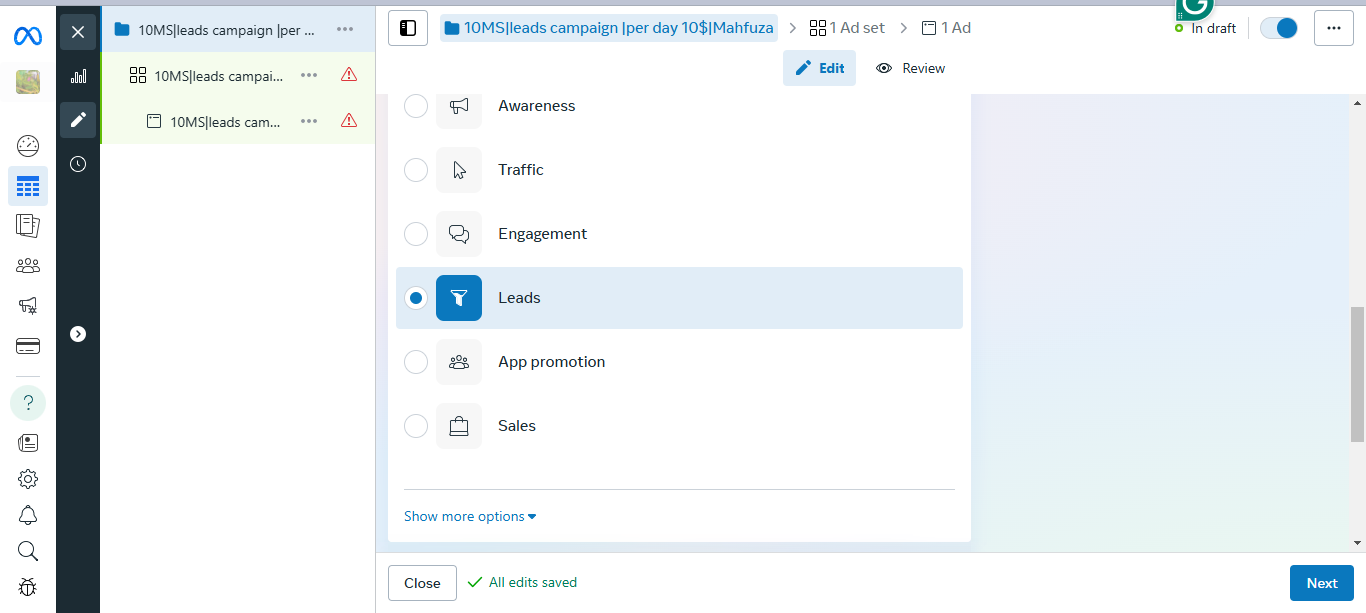 10MS|leads campaign |per ...
10MS|leads campai...
10MS|leads cam...
10MS|leads campaign |per day 10$|Mahfuza
1 Ad set
1 Ad
In draft
Edit
Review
Awareness
Traffic
Engagement
Leads
App promotion
Sales
Show more options
Close
All edits saved
Next